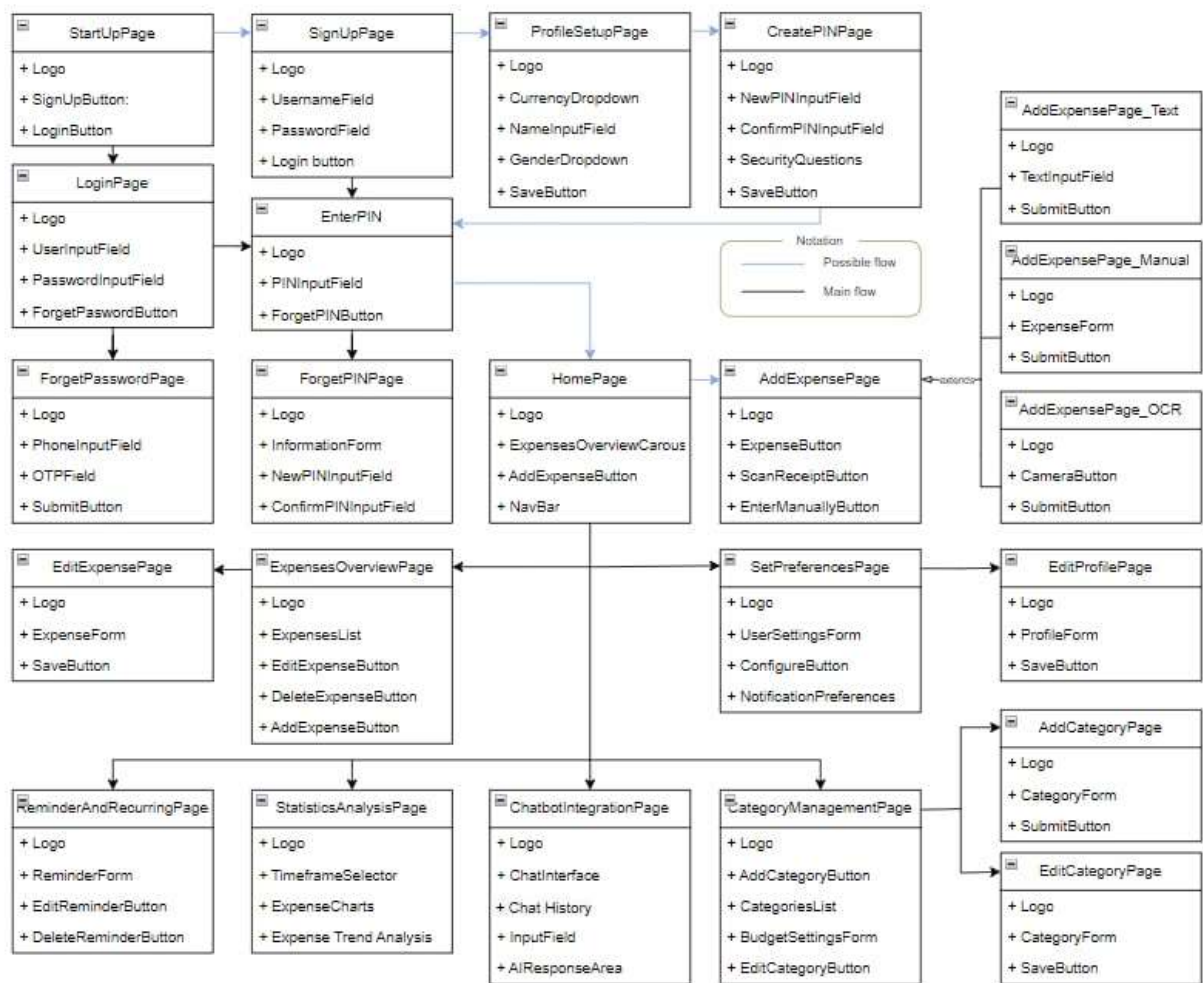 StartUpPage
+ Logo
+ SignUpButton:
+ LoginButton
SignUpPage
+ Logo
+ UsernameField
+ PasswordField
+ Login button
ProfileSetupPage
+ Logo
+ CurrencyDropdown
+ NameInputField
+ GenderDropdown
+ SaveButton
CreatePINPage
+ Logo
+ NewPINInputField
+ ConfirmPINInputField
+ SecurityQuestions
+ SaveButton
AddExpensePage_Text
+ Logo
+ TextInputField
+ SubmitButton
LoginPage
+ Logo
+ UserInputField
+ PasswordInputField
+ ForgetPaswordButton
EnterPIN
+ Logo
+ PINInputField
+ ForgetPINButton
Notation
Possible flow
Main flow
AddExpensePage_Manual
+ Logo
+ ExpenseForm
+ SubmitButton
ForgetPasswordPage
+ Logo
+ PhoneInputField
+ OTPField
+ SubmitButton
ForgetPINPage
+ Logo
+ InformationForm
+ NewPINInputField
+ ConfirmPINInputField
HomePage
+ Logo
+ ExpensesOverviewCarous
+ AddExpenseButton
+ NavBar
AddExpensePage
+ Logo
+ ExpenseButton
+ ScanReceiptButton
+ EnterManuallyButton
extends
AddExpensePage_OCR
+ Logo
+ CameraButton
+ SubmitButton
EditExpensePage
+ Logo
+ ExpenseForm
+ SaveButton
ExpensesOverviewPage
+ Logo
+ ExpensesList
+ EditExpenseButton
+ DeleteExpenseButton
+ AddExpenseButton
SetPreferencesPage
+ Logo
+ UserSettingsForm
+ ConfigureButton
+ NotificationPreferences
EditProfilePage
+ Logo
+ ProfileForm
+ SaveButton
AddCategoryPage
+ Logo
+ CategoryForm
+ SubmitButton
ReminderAndRecurringPage
+ Logo
+ ReminderForm
+ EditReminderButton
+ DeleteReminderButton
StatisticsAnalysisPage
+ Logo
+ TimeframeSelector
+ ExpenseCharts
+ Expense Trend Analysis
ChatbotIntegrationPage
+ Logo
+ ChatInterface
+ Chat History
+ InputField
+ AIResponseArea
CategoryManagementPage
+ Logo
+ AddCategoryButton
+ CategoriesList
+ BudgetSettingsForm
+ EditCategoryButton
EditCategoryPage
+ Logo
+ CategoryForm
+ SaveButton